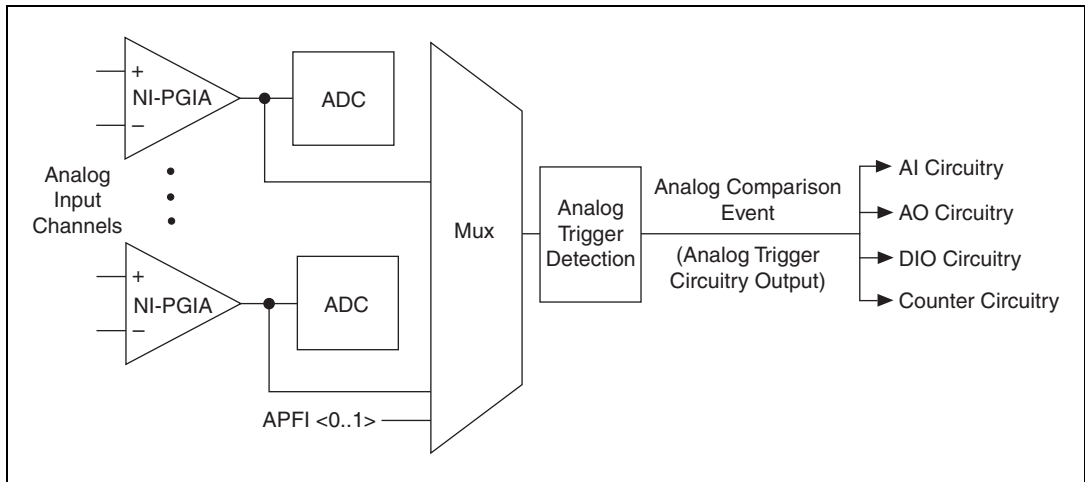 +
NI-PGIA
−
ADC
Analog
Input
Channels
+
NI-PGIA
−
ADC
APFI <0..1>
Mux
Analog
Trigger
Detection
Analog Comparison
Event
(Analog Trigger
Circuitry Output)
AI Circuitry
AO Circuitry
DIO Circuitry
Counter Circuitry